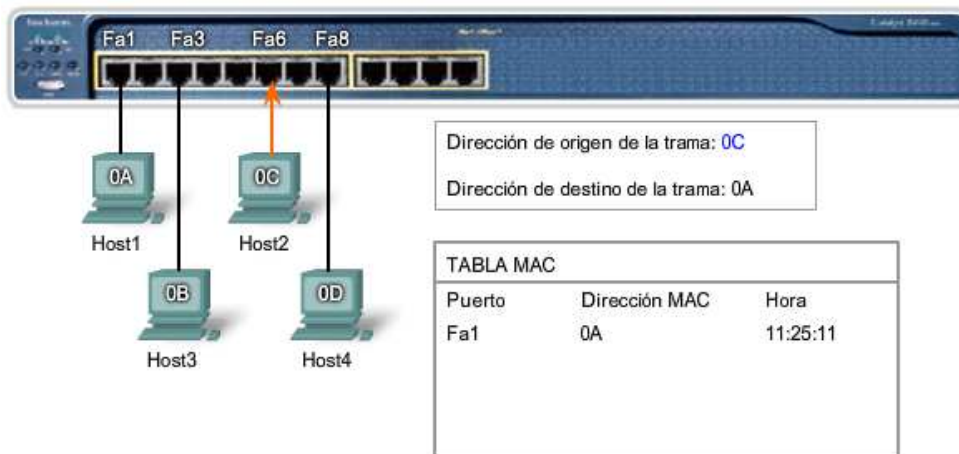 Fa1 Fa3 Fa6 Fa8
0A 0C
Host1 Host2
0B 0D
Host3 Host4
Dirección de origen de la trama: 0C
Dirección de destino de la trama: 0A
TABLA MAC
Puerto Dirección MAC Hora
Fa1 0A 11:25:11